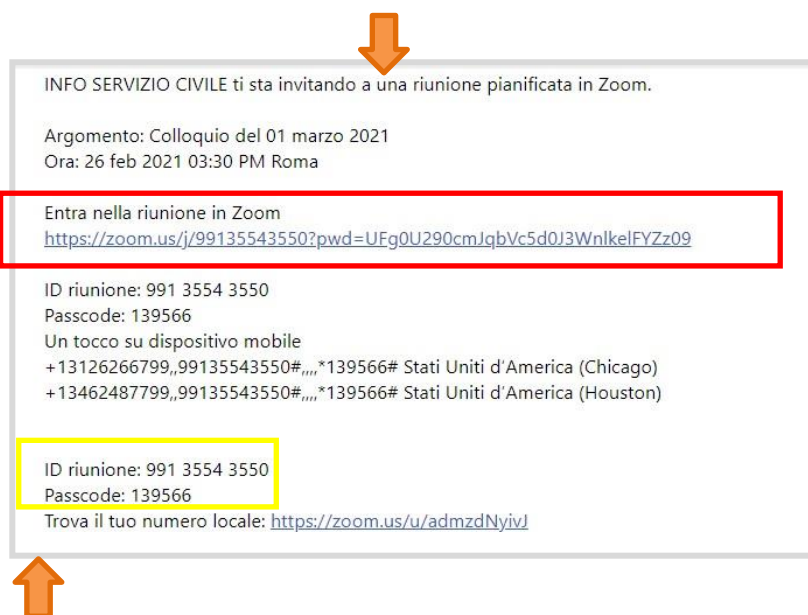 INFO SERVIZIO CIVILE ti sta invitando a una riunione pianificata in Zoom.
Argomento: Colloquio del 01 marzo 2021
Ora: 26 feb 2021 03:30 PM Roma
Entra nella riunione in Zoom
https://zoom.us/j/99135543550?pwd=UFg0U290cmJqbVc5d0J3WnlkelFYZz09
ID riunione: 991 3554 3550
Passcode: 139566
Un tocco su dispositivo mobile
+13126266799,,99135543550#,,,,*139566# Stati Uniti d'America (Chicago)
+13462487799,,99135543550#,,,,*139566# Stati Uniti d'America (Houston)
ID riunione: 991 3554 3550
Passcode: 139566
Trova il tuo numero locale: https://zoom.us/u/admzdNyivJ